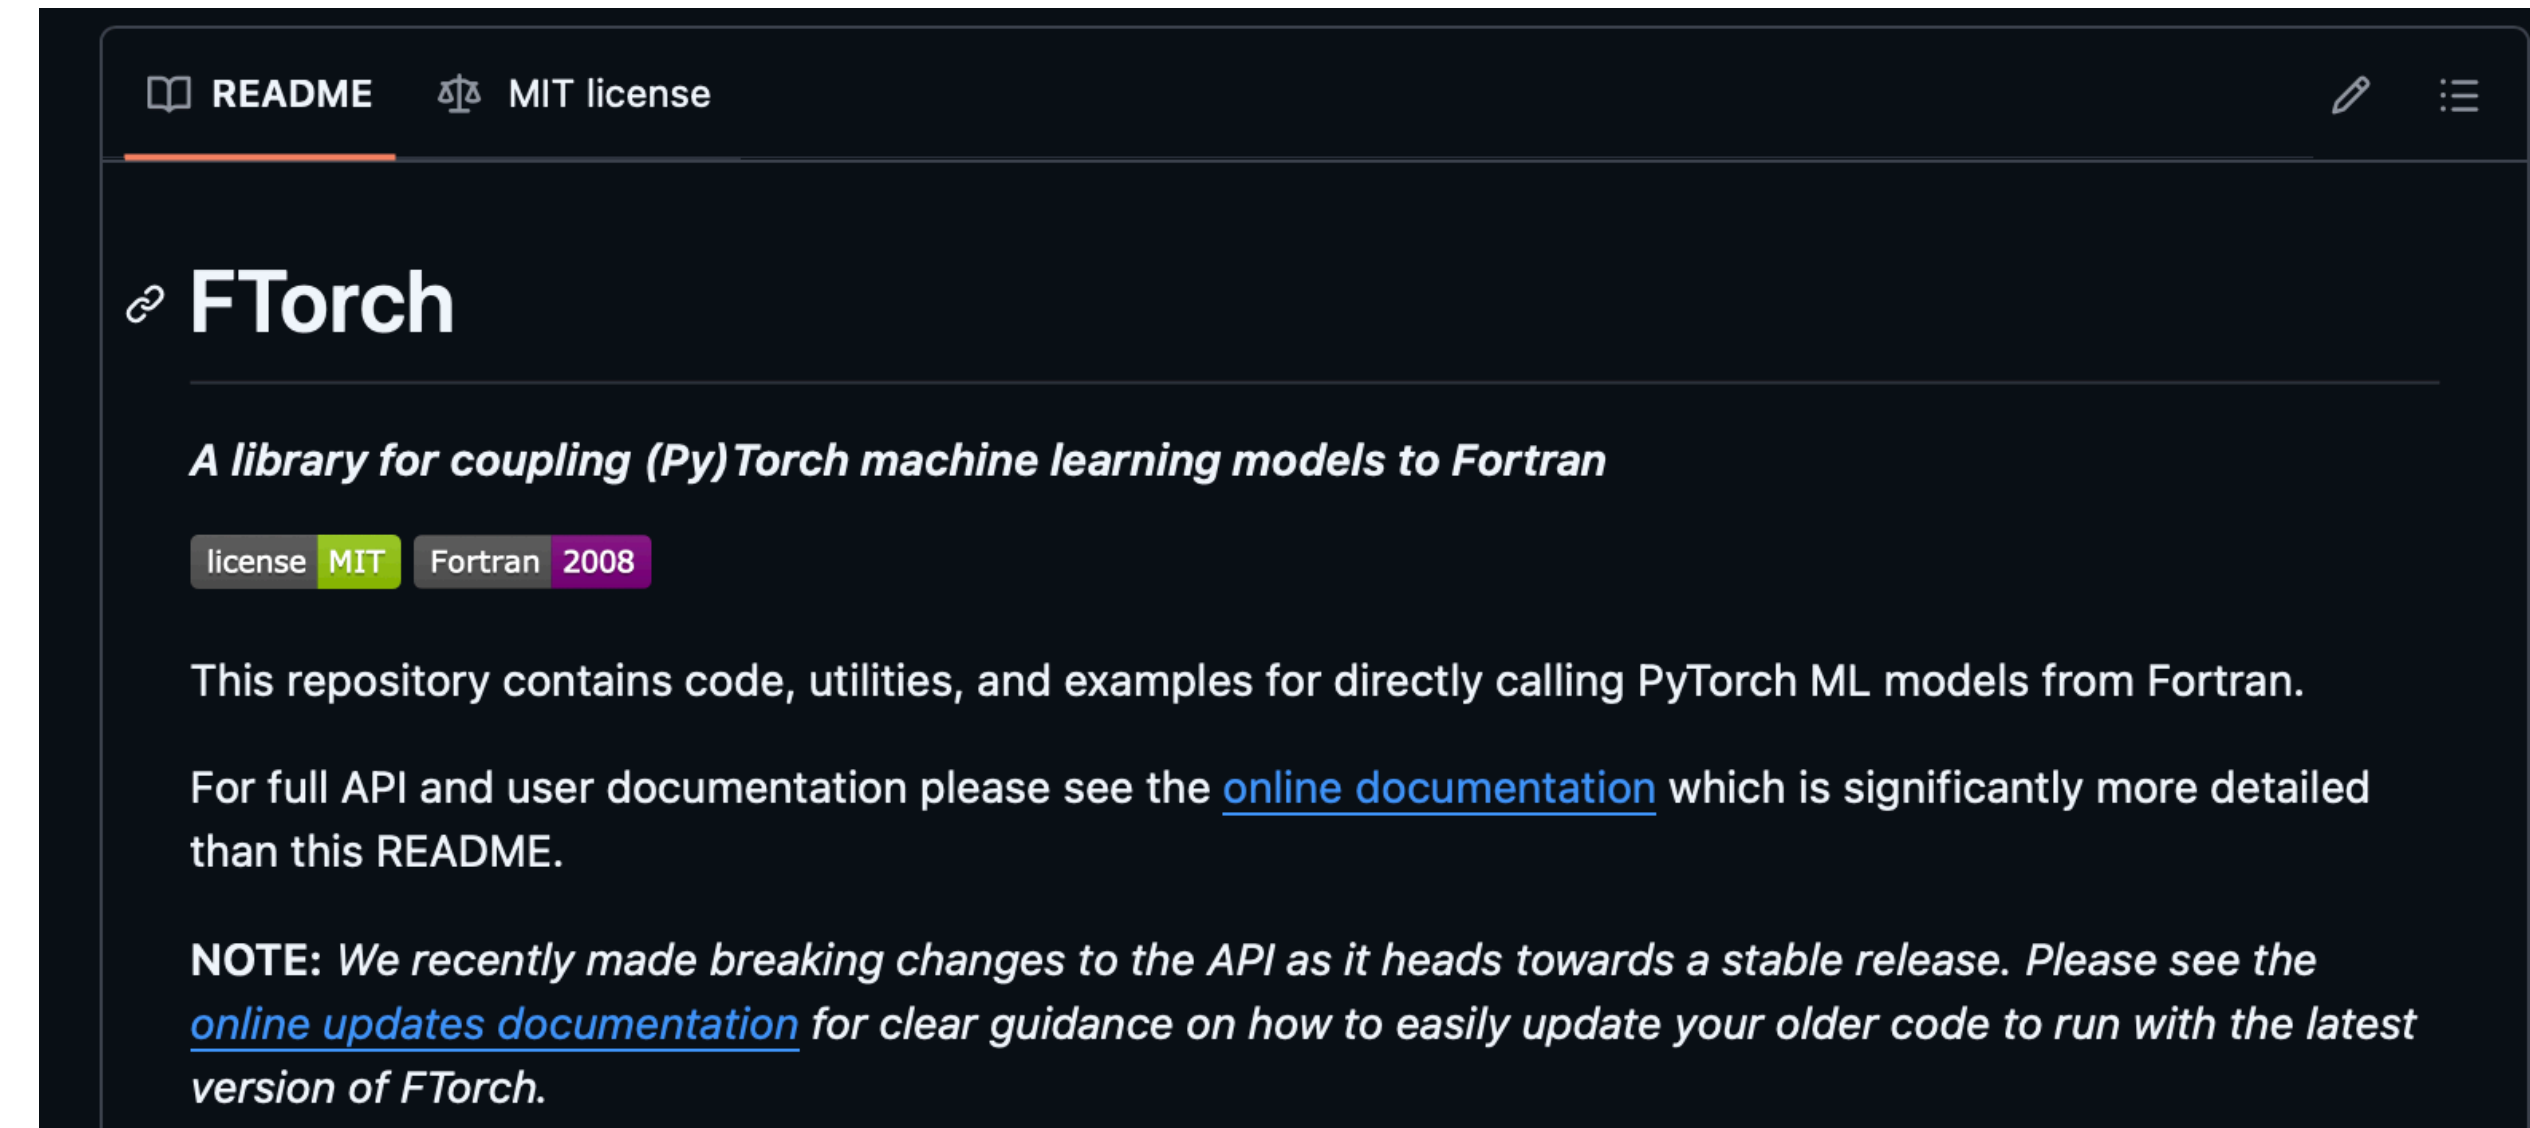 README MIT license
FTorch
A library for coupling (Py)Torch machine learning models to Fortran
license MIT Fortran 2008
This repository contains code, utilities, and examples for directly calling PyTorch ML models from Fortran.
For full API and user documentation please see the online documentation which is significantly more detailed
than this README.
NOTE: We recently made breaking changes to the API as it heads towards a stable release. Please see the
online updates documentation for clear guidance on how to easily update your older code to run with the latest
version of FTorch.